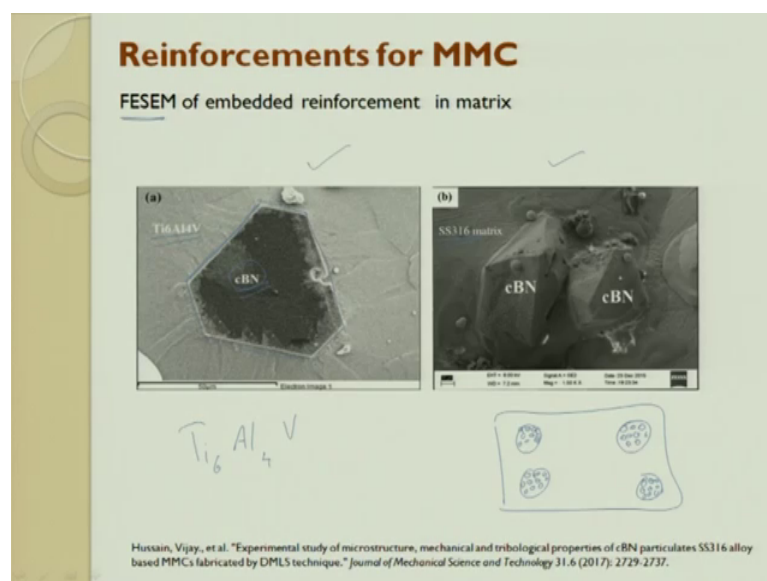 Reinforcements for MMC
FESEM of embedded reinforcement in matrix
(a)
Ti6Al4V
cBN
50µm
Electron Image 1
(b)
SS316 matrix
cBN
cBN
Ti6 Al4 V
Hussain, Vijay., et al. "Experimental study of microstructure, mechanical and tribological properties of cBN particulates SS316 alloy
based MMCs fabricated by DMLS technique." Journal of Mechanical Science and Technology 31.6 (2017): 2729-2737.